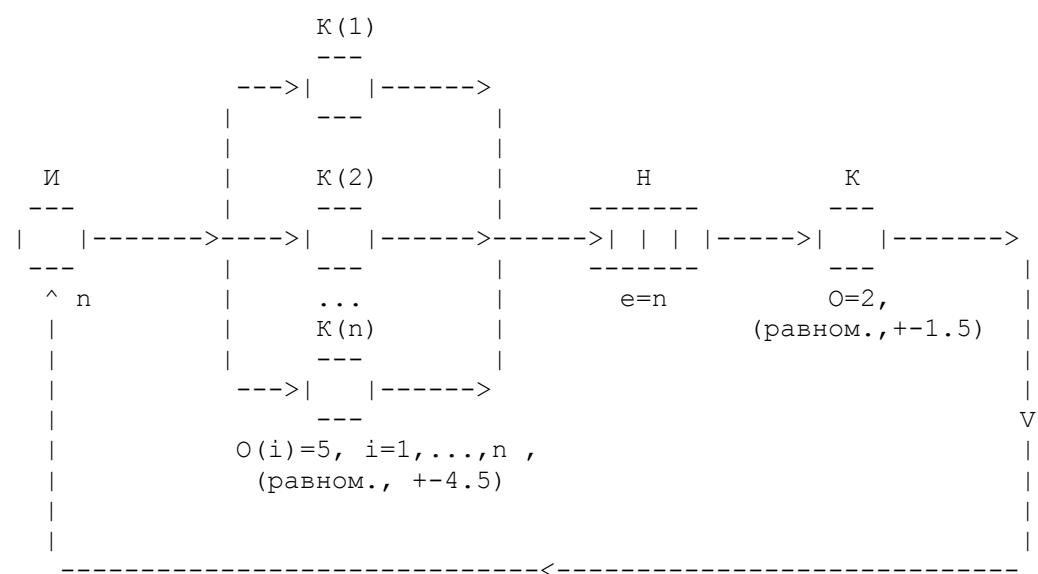 К(1)
И К(2) Н К
^ n ... e=n О=2,
К(n) (равном.,+-1.5)
V
О(i)=5, i=1,...,n ,
(равном., +-4.5)